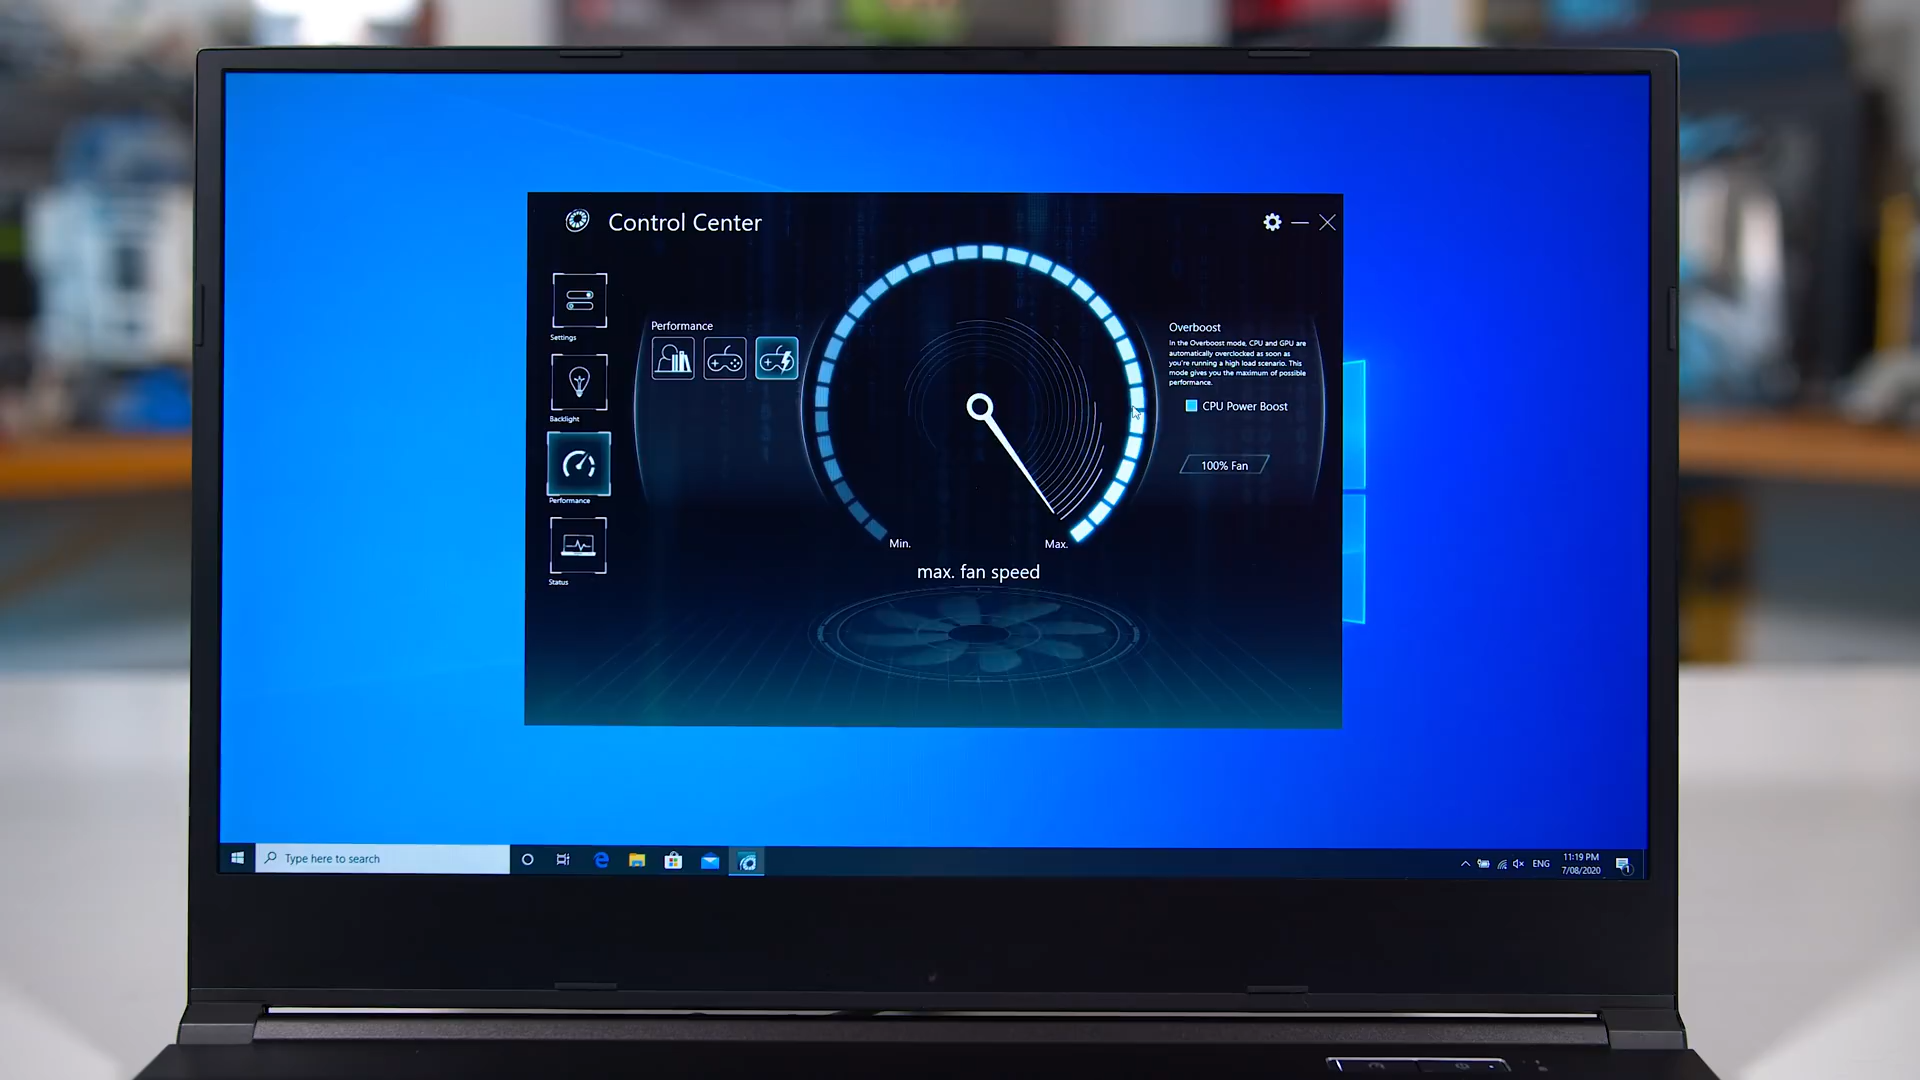 Control Center
Settings
Backlight
Performance
Status
Performance
Min.
Max.
max. fan speed
Overboost
In the Overboost mode, CPU and GPU are
automatically overclocked as soon as
you're running a high load scenario. This
mode gives you the maximum of possible
performance.
CPU Power Boost
100% Fan
Type here to search
ENG
11:19 PM
7/08/2020
1